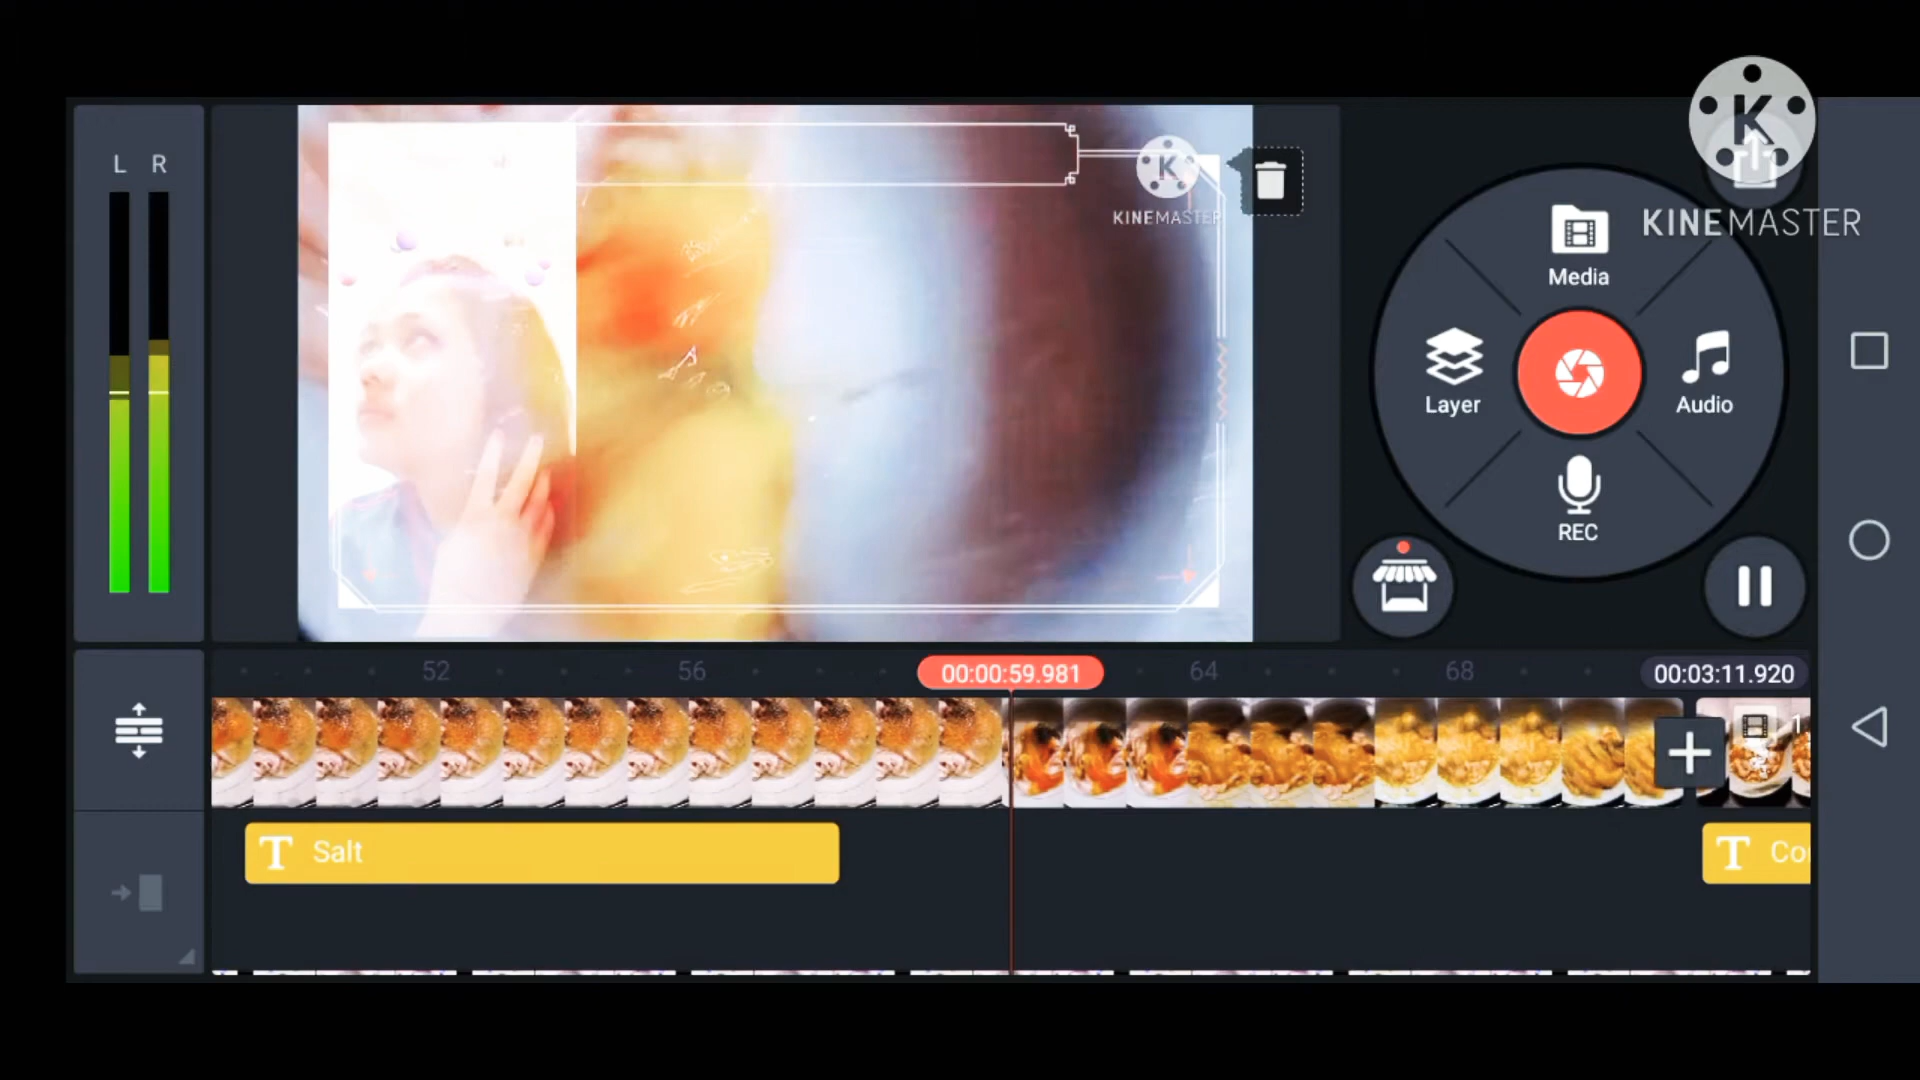 L R
K
KINEMASTER
K
KINEMASTER
Media
Layer
Audio
REC
52
56
00:00:59.981
64
68
00:03:11.920
1
T Salt
T Co